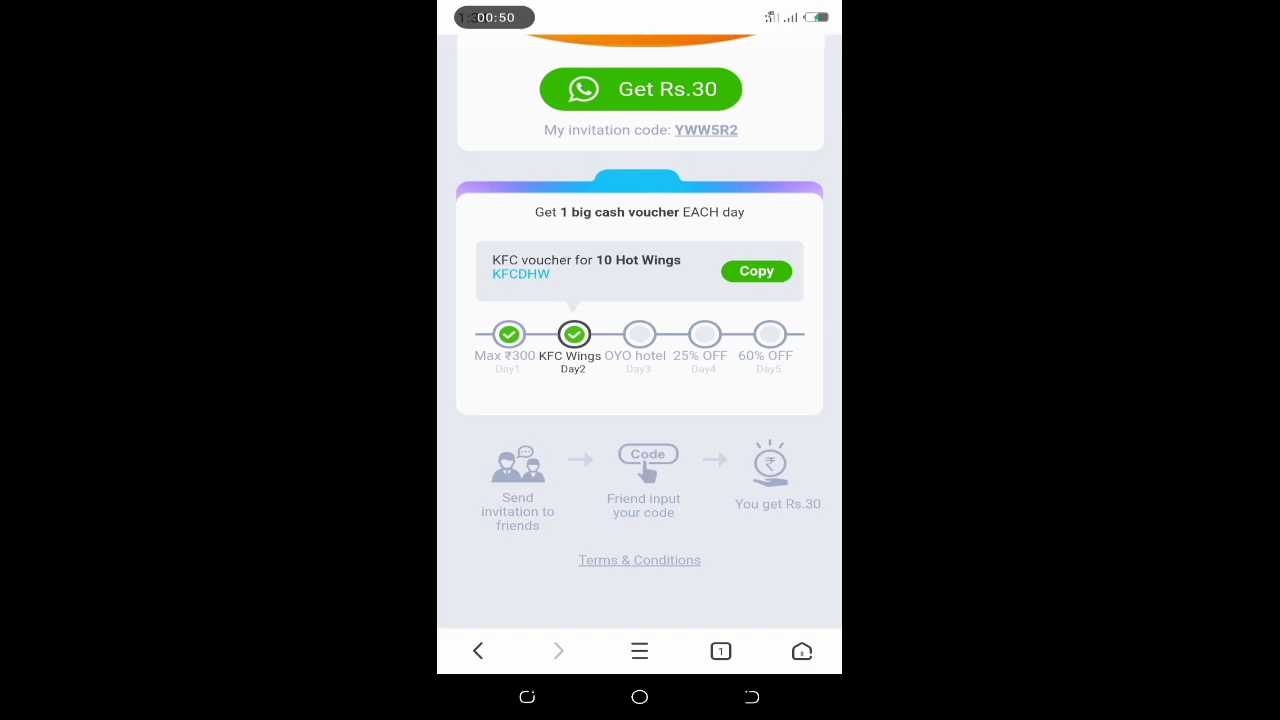 00:50
Get Rs.30
My invitation code: YWW5R2
Get 1 big cash voucher EACH day
KFC voucher for 10 Hot Wings
KFCDHW
Copy
Max ₹300 KFC Wings OYO hotel 25% OFF 60% OFF
Day1 Day2 Day3 Day4 Day5
Code
₹
Send
invitation to
friends
Friend input
your code
You get Rs.30
Terms & Conditions
1